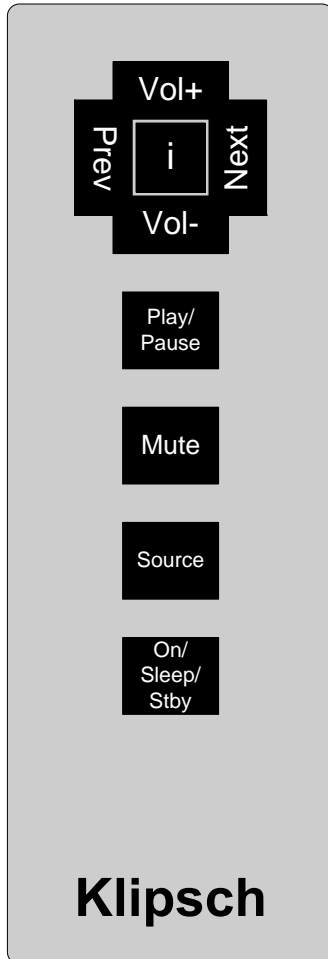 Vol+
Prev
i
Next
Vol-
Play/
Pause
Mute
Source
On/
Sleep/
Stby
Klipsch